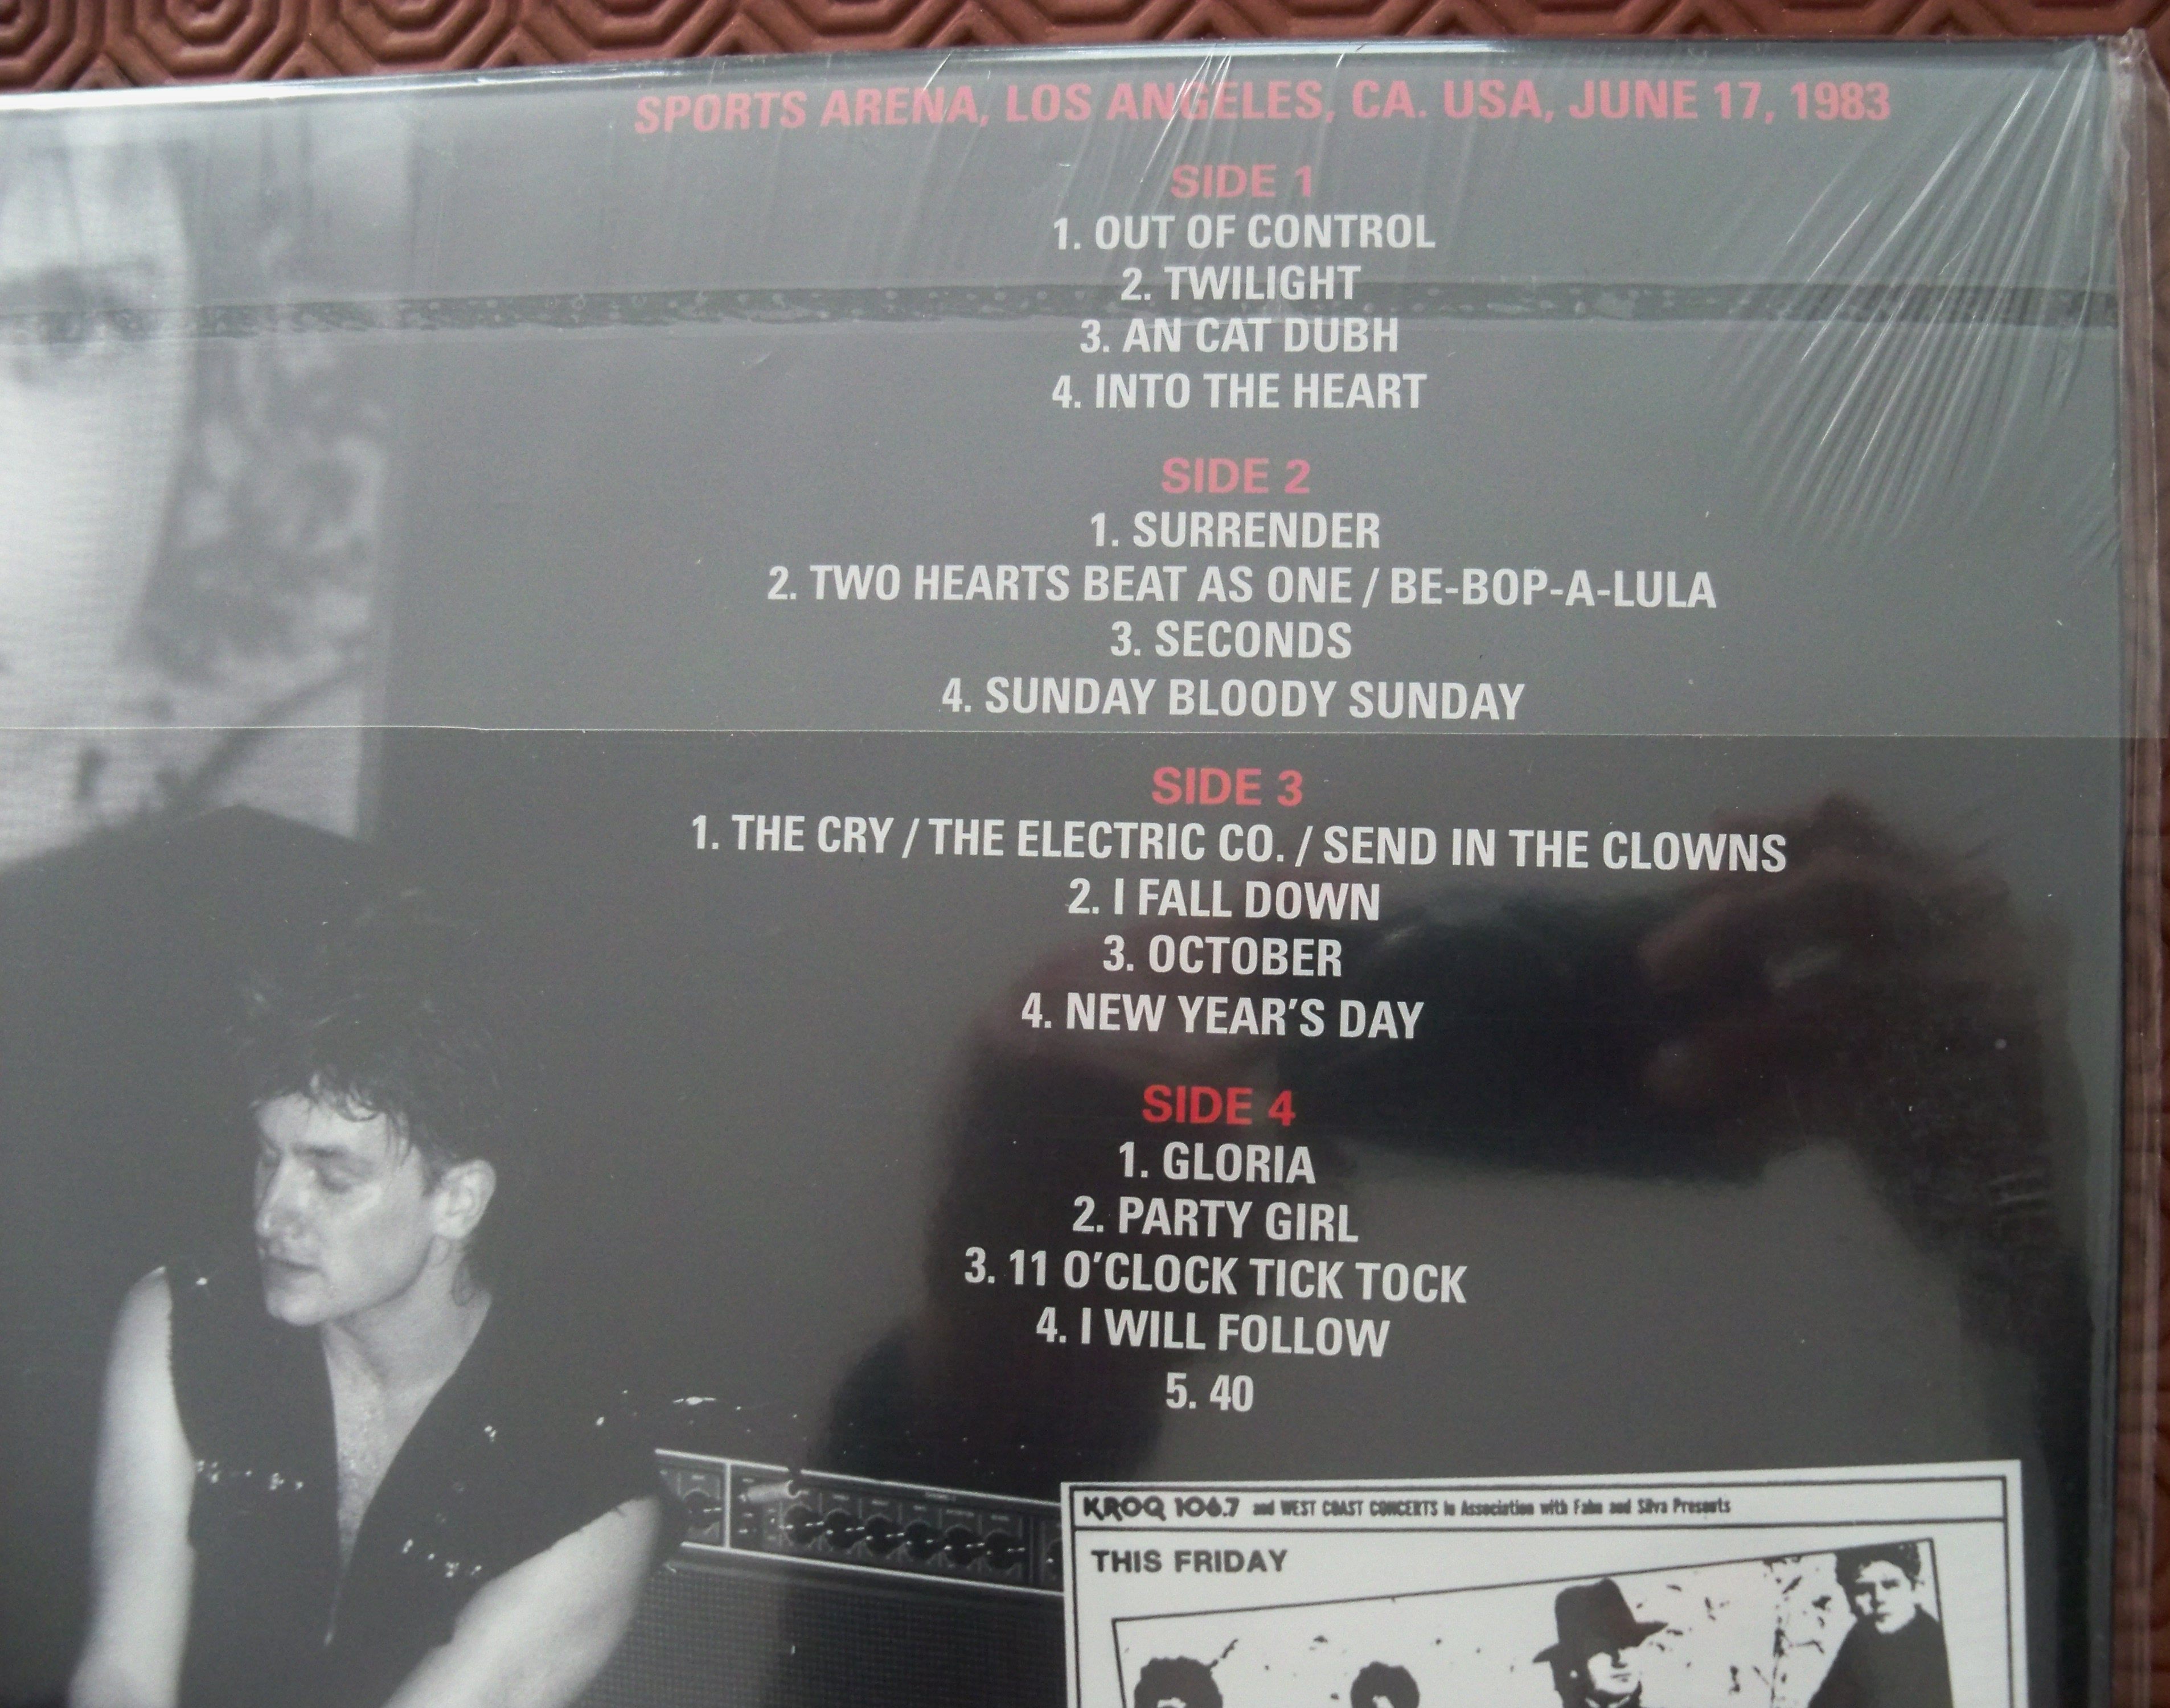 SPORTS ARENA, LOS ANGELES, CA. USA, JUNE 17, 1983
SIDE 1
1. OUT OF CONTROL
2. TWILIGHT
3. AN CAT DUBH
4. INTO THE HEART
SIDE 2
1. SURRENDER
2. TWO HEARTS BEAT AS ONE / BE-BOP-A-LULA
3. SECONDS
4. SUNDAY BLOODY SUNDAY
SIDE 3
1. THE CRY / THE ELECTRIC CO. / SEND IN THE CLOWNS
2. I FALL DOWN
3. OCTOBER
4. NEW YEAR'S DAY
SIDE 4
1. GLORIA
2. PARTY GIRL
3. 11 O'CLOCK TICK TOCK
4. I WILL FOLLOW
5. 40
KROQ 106.7 and WEST COAST CONCERTS In Association with Fahn and Silva Presents
THIS FRIDAY